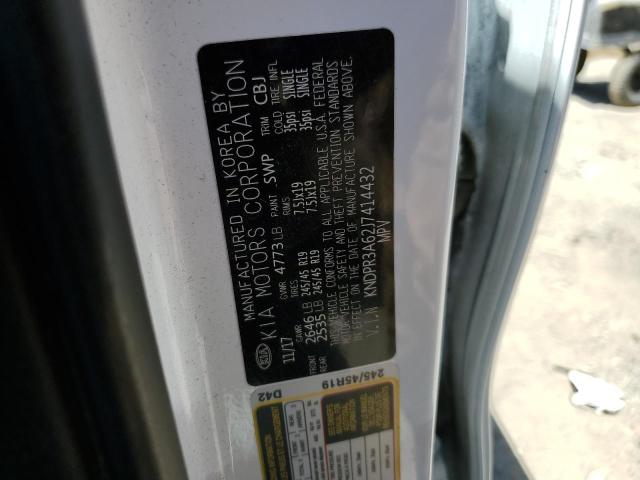 MANUFACTURED IN KOREA BY
KIA KIA MOTORS CORPORATION
11/17 GVWR 4773 LB PAINT SWP TRIM CBJ
GAWR TIRES RIMS COLD TIRE INFL
FRONT 2646 LB 245/45 R19 7.5Jx19 35psi SINGLE
REAR 2535 LB 245/45 R19 7.5Jx19 35psi SINGLE
THIS VEHICLE CONFORMS TO ALL APPLICABLE U.S.A. FEDERAL
MOTOR VEHICLE SAFETY AND THEFT PREVENTION STANDARDS
IN EFFECT ON THE DATE OF MANUFACTURE SHOWN ABOVE.
V.I.N KNDPR3A62J7414432
MPV
D42
245/45R19